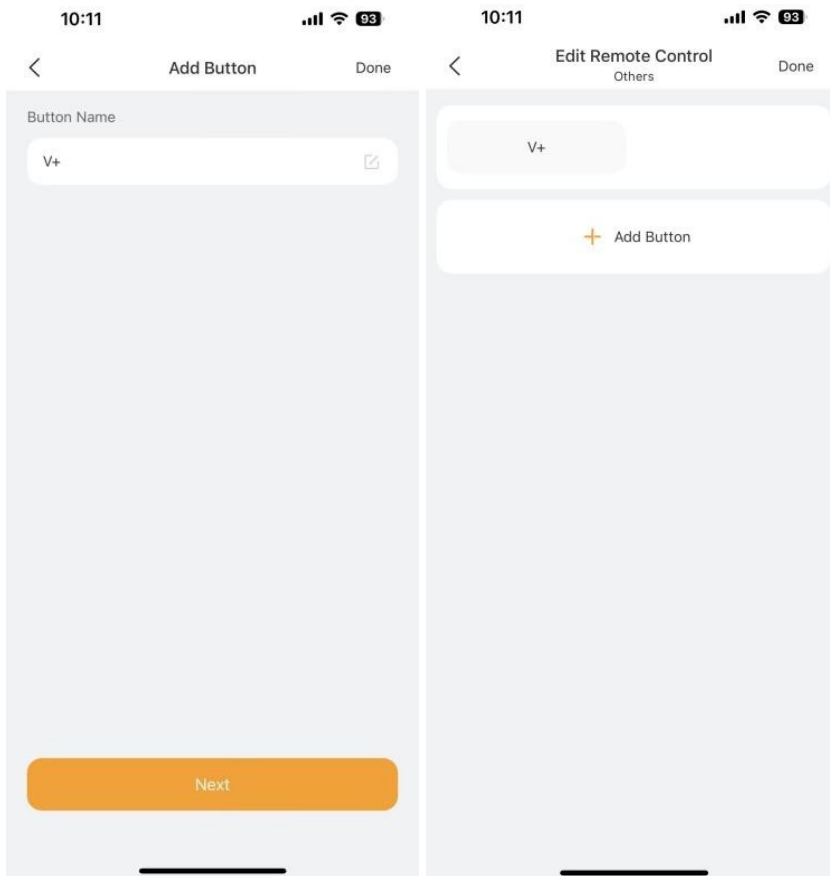 10:11
93
Add Button
Done
Button Name
V+
Next
10:11
93
Edit Remote Control
Others
Done
V+
+ Add Button